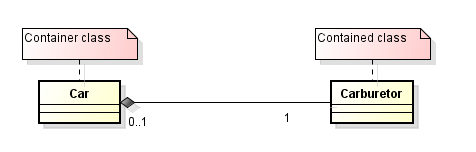 Container class
Contained class
Car
Carburetor
0..1
1